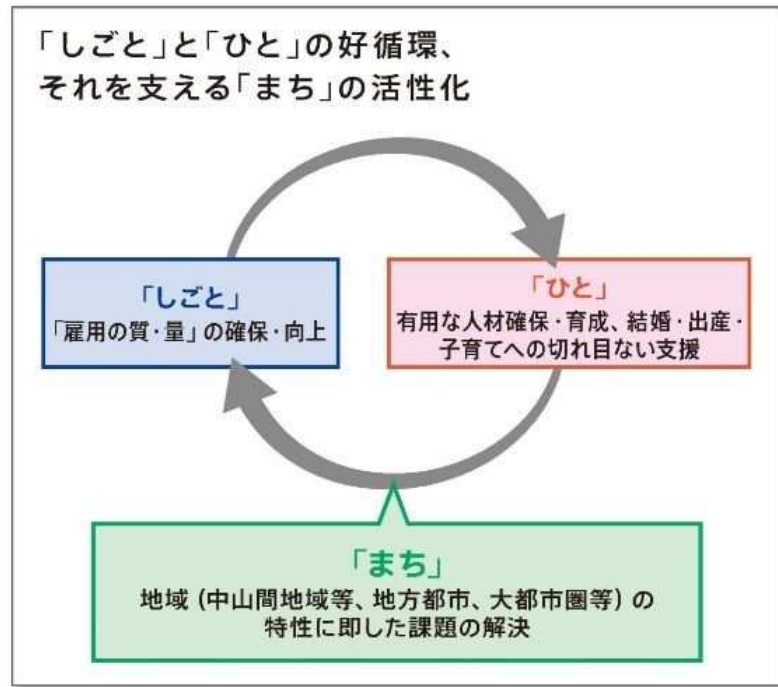 「しごと」と「ひと」の好循環、
それを支える「まち」の活性化
「しごと」
「雇用の質・量」の確保・向上
「ひと」
有用な人材確保・育成、結婚・出産・
子育てへの切れ目ない支援
「まち」
地域(中山間地域等、地方都市、大都市圏等)の
特性に即した課題の解決